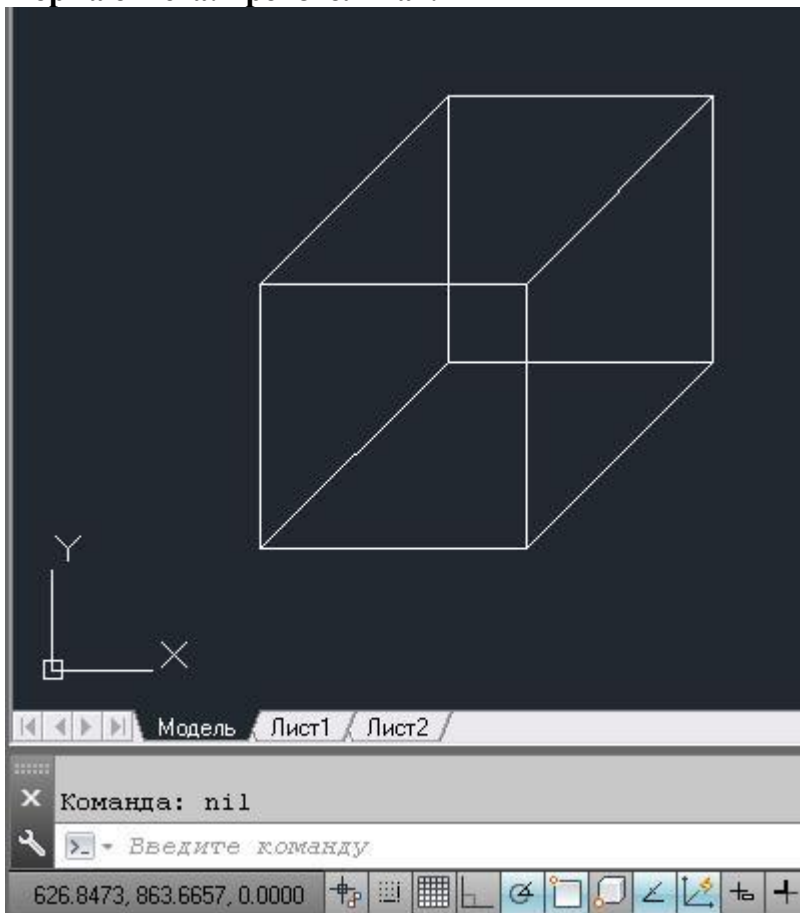 Y
X
Модель Лист1 Лист2
Команда: nil
Введите команду
626.8473, 863.6657, 0.0000